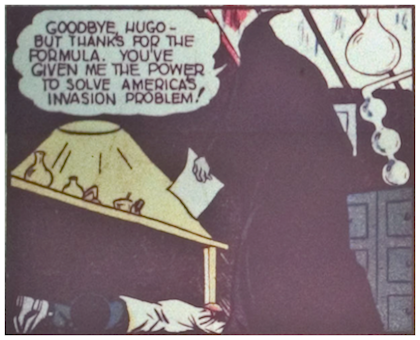 GOODBYE, HUGO-
BUT THANKS FOR THE
FORMULA. YOU'VE
GIVEN ME THE POWER
TO SOLVE AMERICA'S
INVASION PROBLEM!